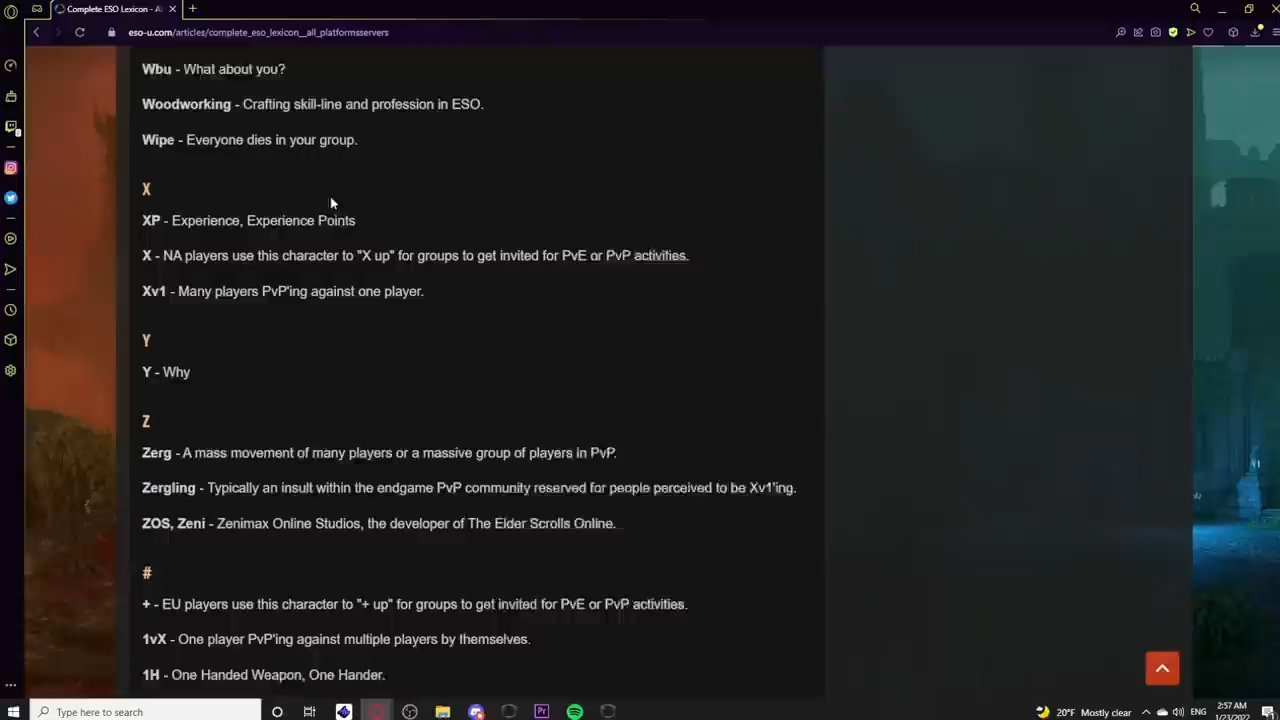 Complete ESO Lexicon - Al
eso-u.com/articles/complete_eso_lexicon__all_platformsservers
Wbu - What about you?
Woodworking - Crafting skill-line and profession in ESO.
Wipe - Everyone dies in your group.
X
XP - Experience, Experience Points
X - NA players use this character to "X up" for groups to get invited for PvE or PvP activities.
Xv1 - Many players PvP'ing against one player.
Y
Y - Why
Z
Zerg - A mass movement of many players or a massive group of players in PvP.
Zergling - Typically an insult within the endgame PvP community reserved for people perceived to be Xv1'ing.
ZOS, Zeni - Zenimax Online Studios, the developer of The Elder Scrolls Online.
#
+ - EU players use this character to "+ up" for groups to get invited for PvE or PvP activities.
1vX - One player PvP'ing against multiple players by themselves.
1H - One Handed Weapon, One Hander.
Type here to search
Pr
20°F Mostly clear
ENG
2:57 AM
1/23/2022